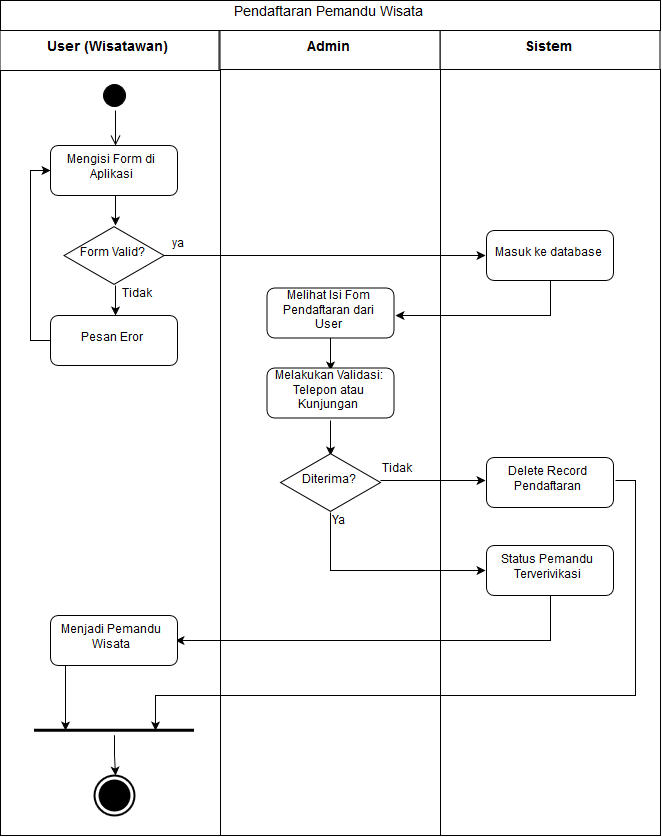 Pendaftaran Pemandu Wisata
User (Wisatawan)
Admin
Sistem
Mengisi Form di
Aplikasi
Form Valid?
ya
Masuk ke database
Tidak
Melihat Isi Fom
Pendaftaran dari
User
Pesan Eror
Melakukan Validasi:
Telepon atau
Kunjungan
Diterima?
Tidak
Delete Record
Pendaftaran
Ya
Status Pemandu
Terverivikasi
Menjadi Pemandu
Wisata